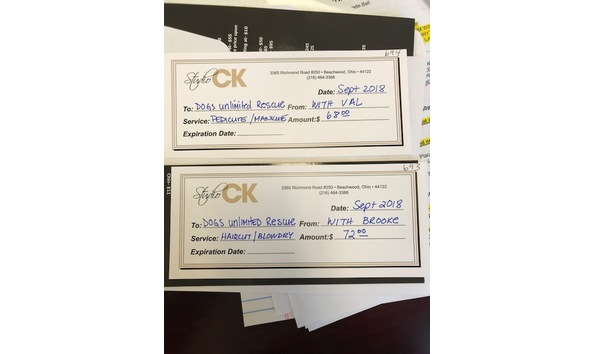 694
Studio CK
3365 Richmond Road #250 • Beachwood, Ohio • 44122
(216) 464-3388
Date: Sept 2018
To: DOGS unlimited Rescue From: WITH VAL
Service: PEDICURE / MANICURE Amount:$ 68.00
Expiration Date:
693
Studio CK
3365 Richmond Road #250 • Beachwood, Ohio • 44122
(216) 464-3388
Date: Sept 2018
To: DOGS unlimited Rescue From: WITH BROOKE
Service: HAIRCUT / BLOWDRY Amount:$ 72.00
Expiration Date: